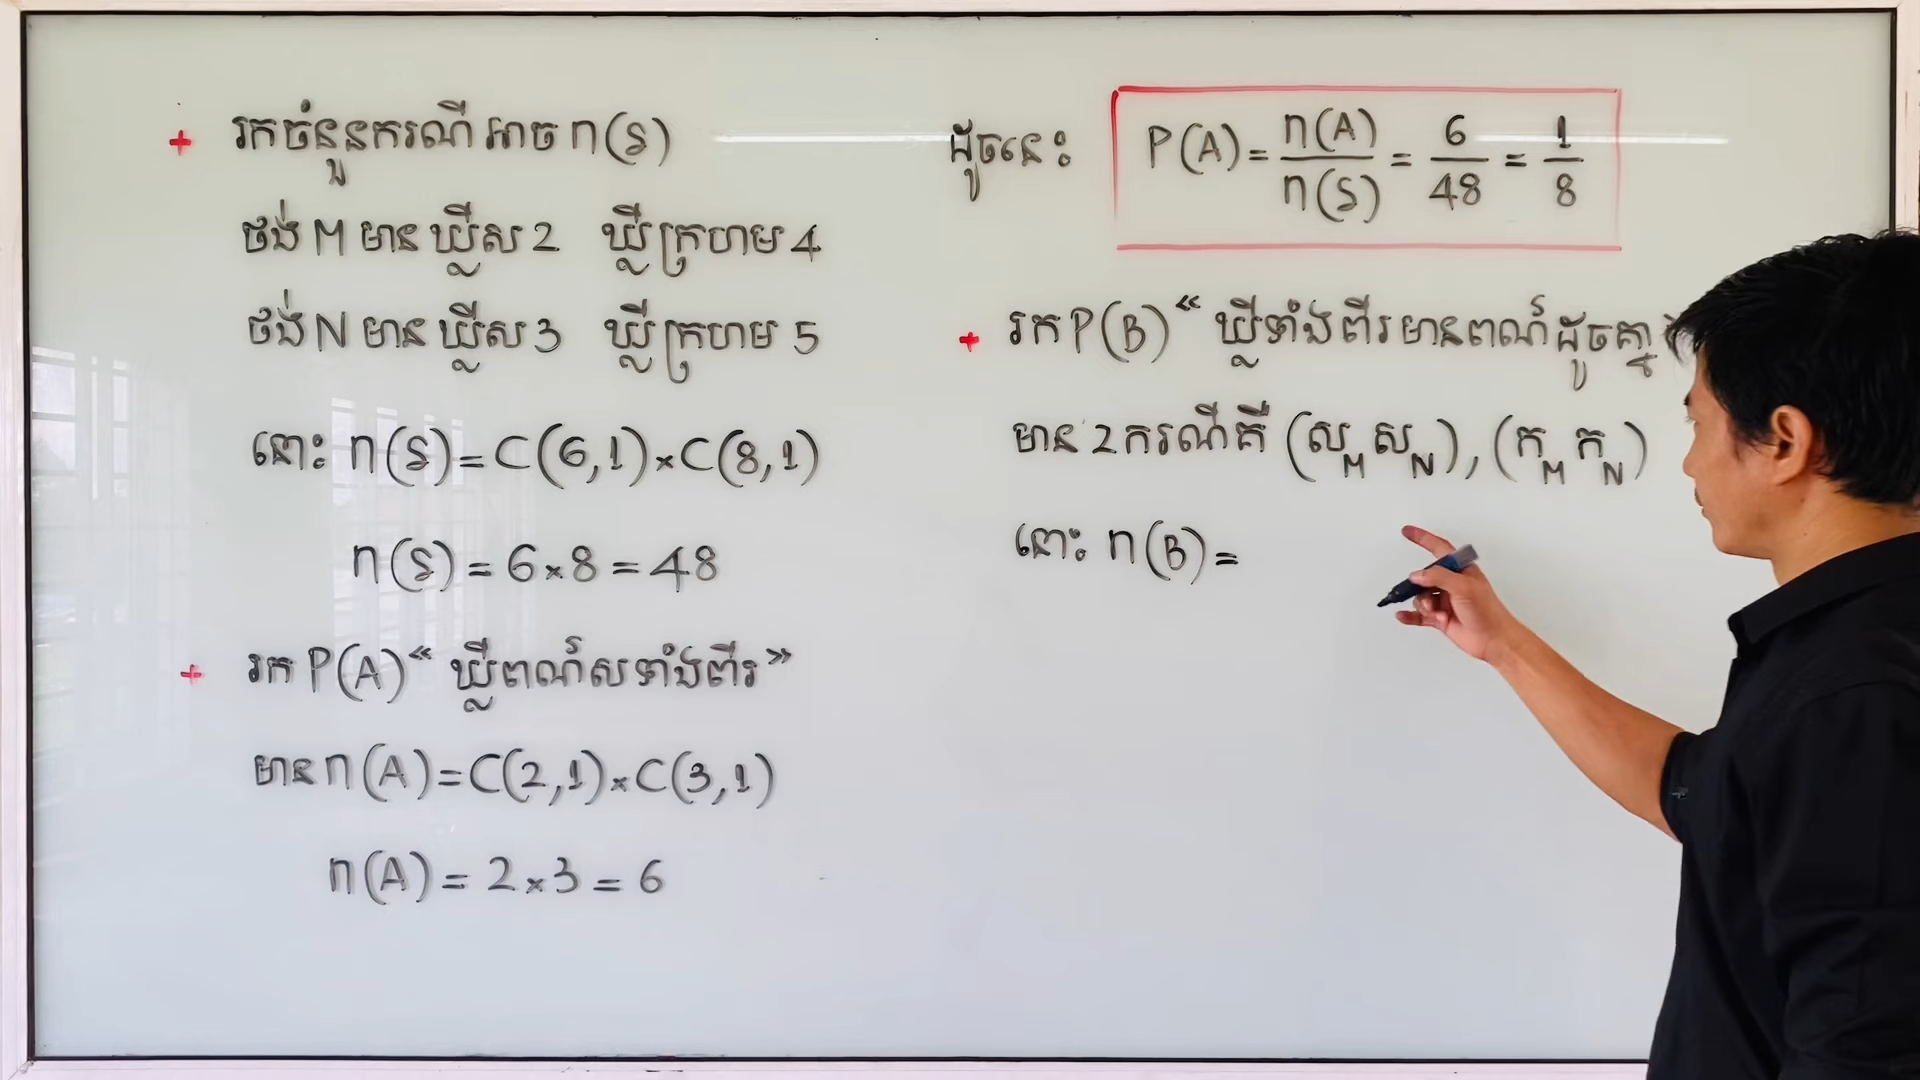 + រកចំនួនករណីអាច n(S)
ថង់ M មានឃ្លីស 2 ឃ្លីក្រហម 4
ថង់ N មានឃ្លីស 3 ឃ្លីក្រហម 5
នោះ n(S) = C(6,1) × C(8,1)
n(S) = 6 × 8 = 48
+ រក P(A) « ឃ្លីពណ៌សទាំងពីរ »
មាន n(A) = C(2,1) × C(3,1)
n(A) = 2 × 3 = 6
ដូចនេះ P(A) = n(A)/n(S) = 6/48 = 1/8
+ រក P(B) « ឃ្លីទាំងពីរមានពណ៌ដូចគ្នា
មាន 2 ករណីគឺ (ស_M ស_N), (ក_M ក_N)
នោះ n(B) =